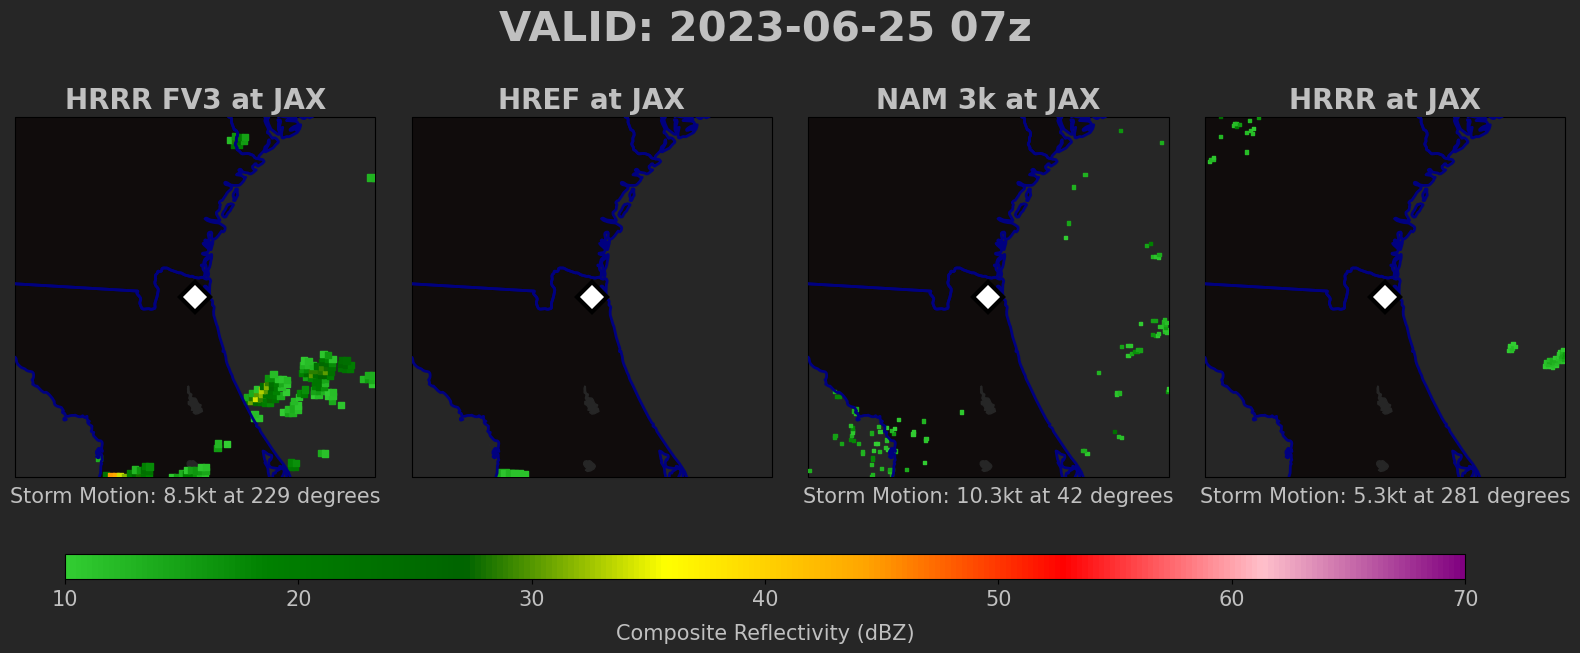 VALID: 2023-06-25 07z
HRRR FV3 at JAX
HREF at JAX
NAM 3k at JAX
HRRR at JAX
Storm Motion: 8.5kt at 229 degrees
Storm Motion: 10.3kt at 42 degrees
Storm Motion: 5.3kt at 281 degrees
10 20 30 40 50 60 70
Composite Reflectivity (dBZ)